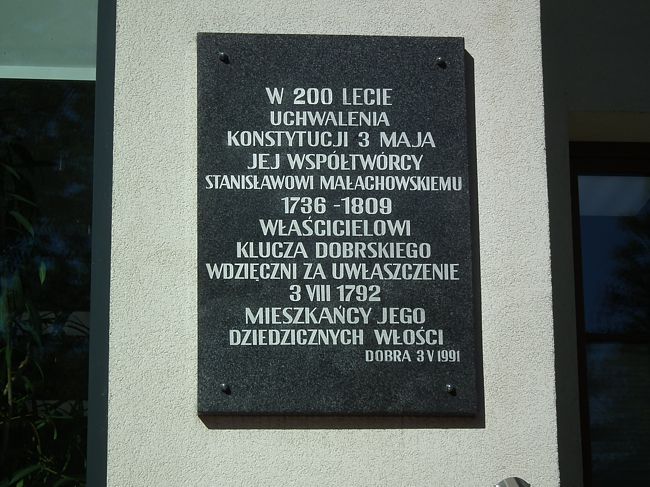 W 200 LECIE
UCHWALENIA
KONSTYTUCJI 3 MAJA
JEJ WSPÓŁTWÓRCY
STANISŁAWOWI MAŁACHOWSKIEMU
1736 - 1809
WŁAŚCICIELOWI
KLUCZA DOBRSKIEGO
WDZIĘCZNI ZA UWŁASZCZENIE
3 VIII 1792
MIESZKAŃCY JEGO
DZIEDZICZNYCH WŁOŚCI
DOBRA 3 V 1991